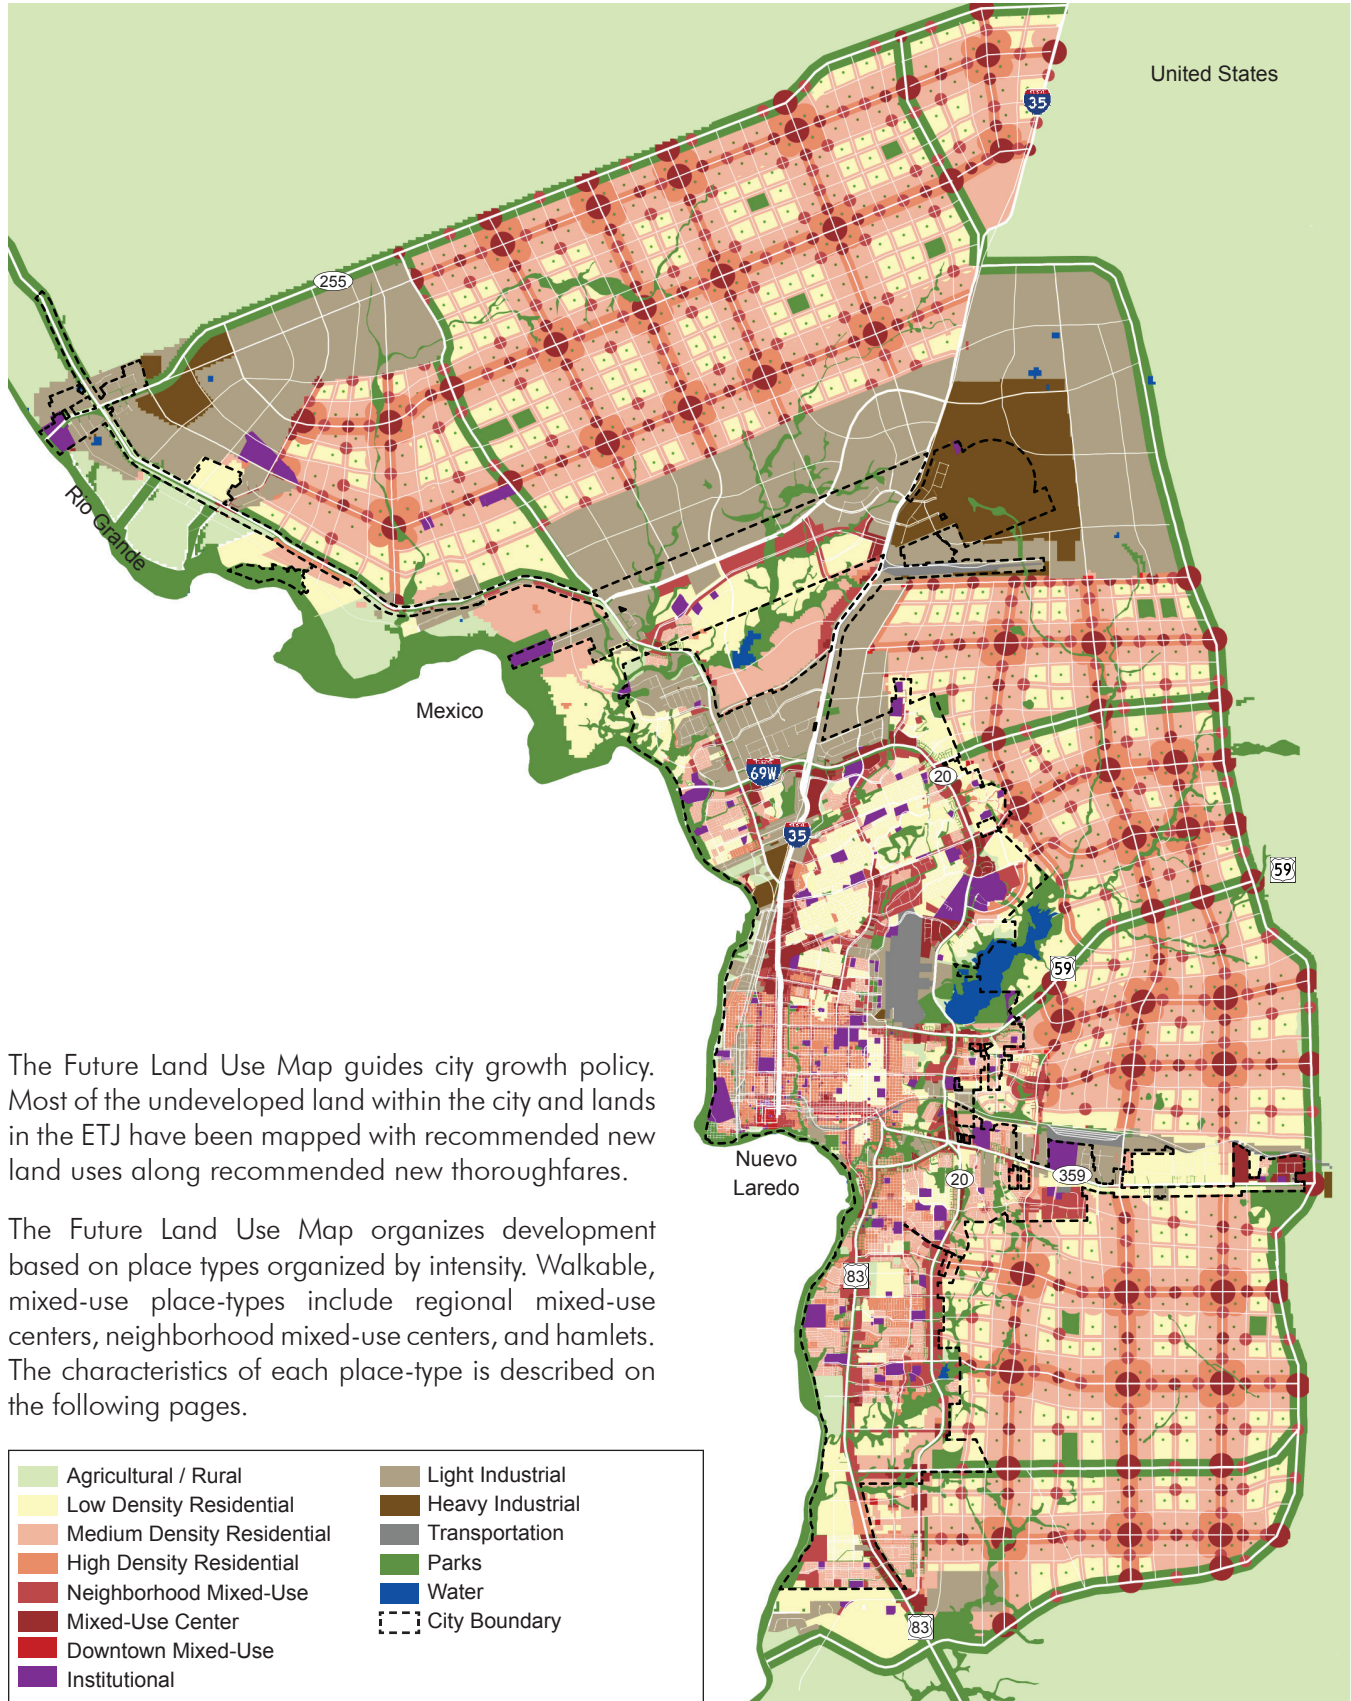 United States
35
255
Rio Grande
Mexico
69W
20
35
59
59
The Future Land Use Map guides city growth policy.
Most of the undeveloped land within the city and lands
in the ETJ have been mapped with recommended new
land uses along recommended new thoroughfares.
Nuevo
Laredo
20
359
The Future Land Use Map organizes development
based on place types organized by intensity. Walkable,
mixed-use place-types include regional mixed-use
centers, neighborhood mixed-use centers, and hamlets.
The characteristics of each place-type is described on
the following pages.
83
Agricultural / Rural
Low Density Residential
Medium Density Residential
High Density Residential
Neighborhood Mixed-Use
Mixed-Use Center
Downtown Mixed-Use
Institutional
Light Industrial
Heavy Industrial
Transportation
Parks
Water
City Boundary
83